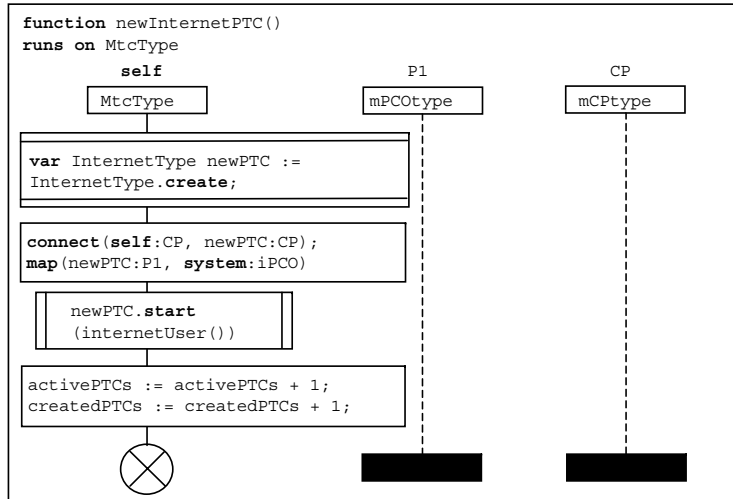 function newInternetPTC()
runs on MtcType
self P1 CP
MtcType mPCOtype mCPtype
var InternetType newPTC :=
InternetType.create;
connect(self:CP, newPTC:CP);
map(newPTC:P1, system:iPCO)
newPTC.start
(internetUser())
activePTCs := activePTCs + 1;
createdPTCs := createdPTCs + 1;